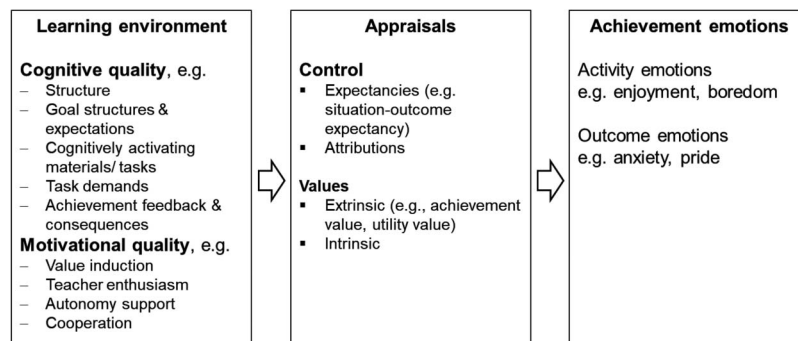 Learning environment
Cognitive quality, e.g.
– Structure
– Goal structures &
expectations
– Cognitively activating
materials/ tasks
– Task demands
– Achievement feedback &
consequences
Motivational quality, e.g.
– Value induction
– Teacher enthusiasm
– Autonomy support
– Cooperation
Appraisals
Control
▪ Expectancies (e.g.
situation-outcome
expectancy)
▪ Attributions
Values
▪ Extrinsic (e.g., achievement
value, utility value)
▪ Intrinsic
Achievement emotions
Activity emotions
e.g. enjoyment, boredom
Outcome emotions
e.g. anxiety, pride